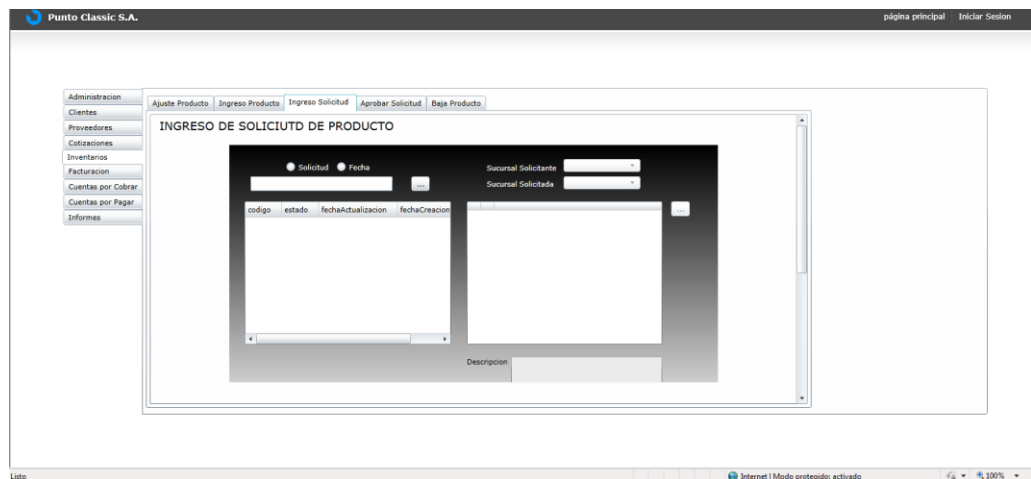 Punto Classic S.A. página principal Iniciar Sesion
Administracion
Clientes
Proveedores
Cotizaciones
Inventarios
Facturacion
Cuentas por Cobrar
Cuentas por Pagar
Informes
Ajuste Producto Ingreso Producto Ingreso Solicitud Aprobar Solicitud Baja Producto
INGRESO DE SOLICIUTD DE PRODUCTO
Solicitud Fecha
...
Sucursal Solicitante
Sucursal Solicitada
codigo estado fechaActualizacion fechaCreacion
...
Descripcion
Listo Internet | Modo protegido: activado 100%